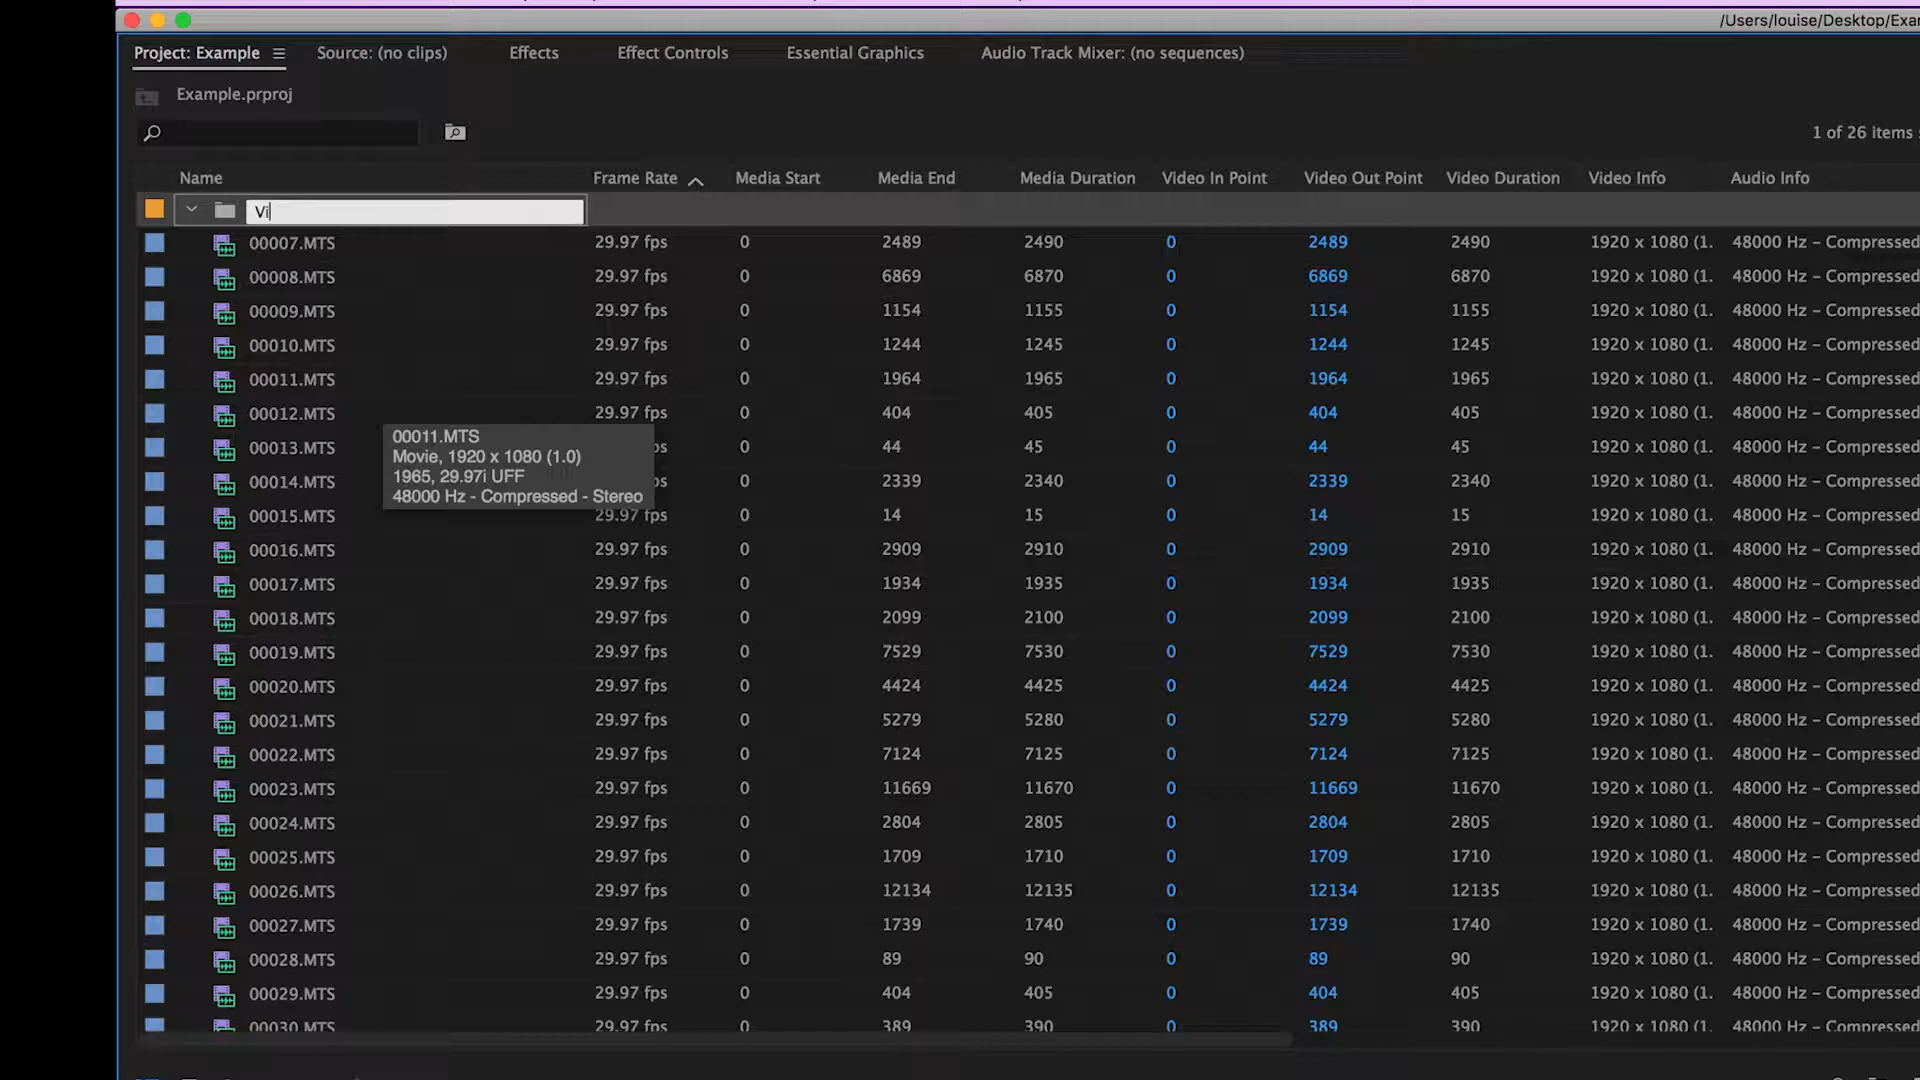 /Users/louise/Desktop/Exa
Project: Example Source: (no clips) Effects Effect Controls Essential Graphics Audio Track Mixer: (no sequences)
Example.prproj
1 of 26 items
Name Frame Rate Media Start Media End Media Duration Video In Point Video Out Point Video Duration Video Info Audio Info
Vi
00007.MTS 29.97 fps 0 2489 2490 0 2489 2490 1920 x 1080 (1. 48000 Hz – Compressed
00008.MTS 29.97 fps 0 6869 6870 0 6869 6870 1920 x 1080 (1. 48000 Hz – Compressed
00009.MTS 29.97 fps 0 1154 1155 0 1154 1155 1920 x 1080 (1. 48000 Hz – Compressed
00010.MTS 29.97 fps 0 1244 1245 0 1244 1245 1920 x 1080 (1. 48000 Hz – Compressed
00011.MTS 29.97 fps 0 1964 1965 0 1964 1965 1920 x 1080 (1. 48000 Hz – Compressed
00012.MTS 29.97 fps 0 404 405 0 404 405 1920 x 1080 (1. 48000 Hz – Compressed
00011.MTS
Movie, 1920 x 1080 (1.0)
1965, 29.97i UFF
48000 Hz - Compressed - Stereo
00013.MTS 0 44 45 0 44 45 1920 x 1080 (1. 48000 Hz – Compressed
00014.MTS 0 2339 2340 0 2339 2340 1920 x 1080 (1. 48000 Hz – Compressed
00015.MTS 29.97 fps 0 14 15 0 14 15 1920 x 1080 (1. 48000 Hz – Compressed
00016.MTS 29.97 fps 0 2909 2910 0 2909 2910 1920 x 1080 (1. 48000 Hz – Compressed
00017.MTS 29.97 fps 0 1934 1935 0 1934 1935 1920 x 1080 (1. 48000 Hz – Compressed
00018.MTS 29.97 fps 0 2099 2100 0 2099 2100 1920 x 1080 (1. 48000 Hz – Compressed
00019.MTS 29.97 fps 0 7529 7530 0 7529 7530 1920 x 1080 (1. 48000 Hz – Compressed
00020.MTS 29.97 fps 0 4424 4425 0 4424 4425 1920 x 1080 (1. 48000 Hz – Compressed
00021.MTS 29.97 fps 0 5279 5280 0 5279 5280 1920 x 1080 (1. 48000 Hz – Compressed
00022.MTS 29.97 fps 0 7124 7125 0 7124 7125 1920 x 1080 (1. 48000 Hz – Compressed
00023.MTS 29.97 fps 0 11669 11670 0 11669 11670 1920 x 1080 (1. 48000 Hz – Compressed
00024.MTS 29.97 fps 0 2804 2805 0 2804 2805 1920 x 1080 (1. 48000 Hz – Compressed
00025.MTS 29.97 fps 0 1709 1710 0 1709 1710 1920 x 1080 (1. 48000 Hz – Compressed
00026.MTS 29.97 fps 0 12134 12135 0 12134 12135 1920 x 1080 (1. 48000 Hz – Compressed
00027.MTS 29.97 fps 0 1739 1740 0 1739 1740 1920 x 1080 (1. 48000 Hz – Compressed
00028.MTS 29.97 fps 0 89 90 0 89 90 1920 x 1080 (1. 48000 Hz – Compressed
00029.MTS 29.97 fps 0 404 405 0 404 405 1920 x 1080 (1. 48000 Hz – Compressed
00030.MTS 29.97 fps 0 389 390 0 389 390 1920 x 1080 (1. 48000 Hz – Compressed